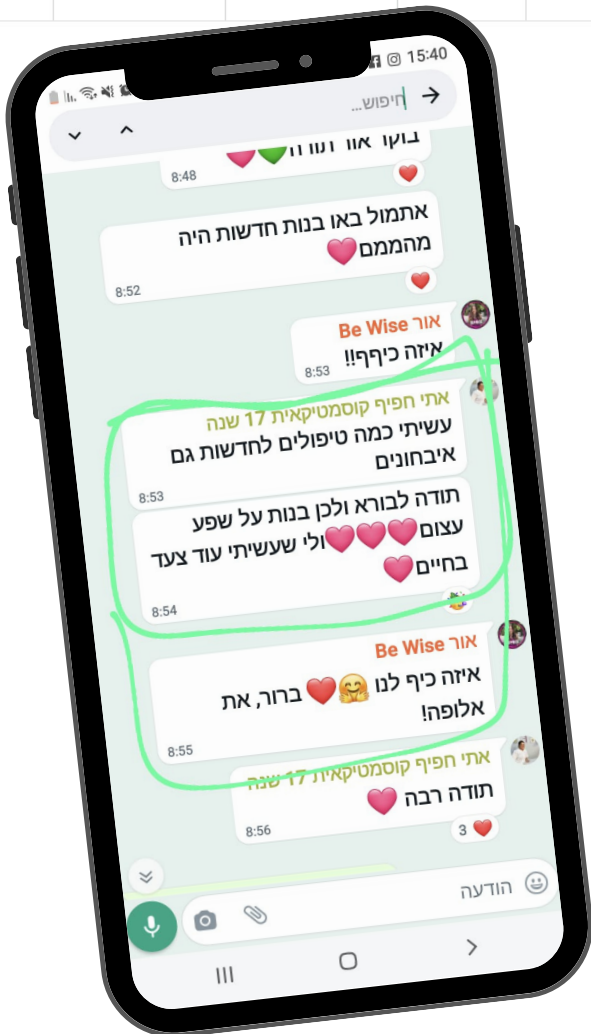 15:40
חיפוש...
בוקר אור
8:48
אתמול באו בנות חדשות היה
מהממם💗
8:52
אור Be Wise
איזה כיףף!!
8:53
אתי חפיף קוסמטיקאית 17 שנה
עשיתי כמה טיפולים לחדשות גם
איבחונים
8:53
תודה לבורא ולכן בנות על שפע
עצום💗💗💗ולי שעשיתי עוד צעד
בחיים💗
8:54
אור Be Wise
איזה כיף לנו 🤗❤️ ברור, את
אלופה!
8:55
אתי חפיף קוסמטיקאית 17 שנה
תודה רבה 💗
8:56
❤️ 3
הודעה